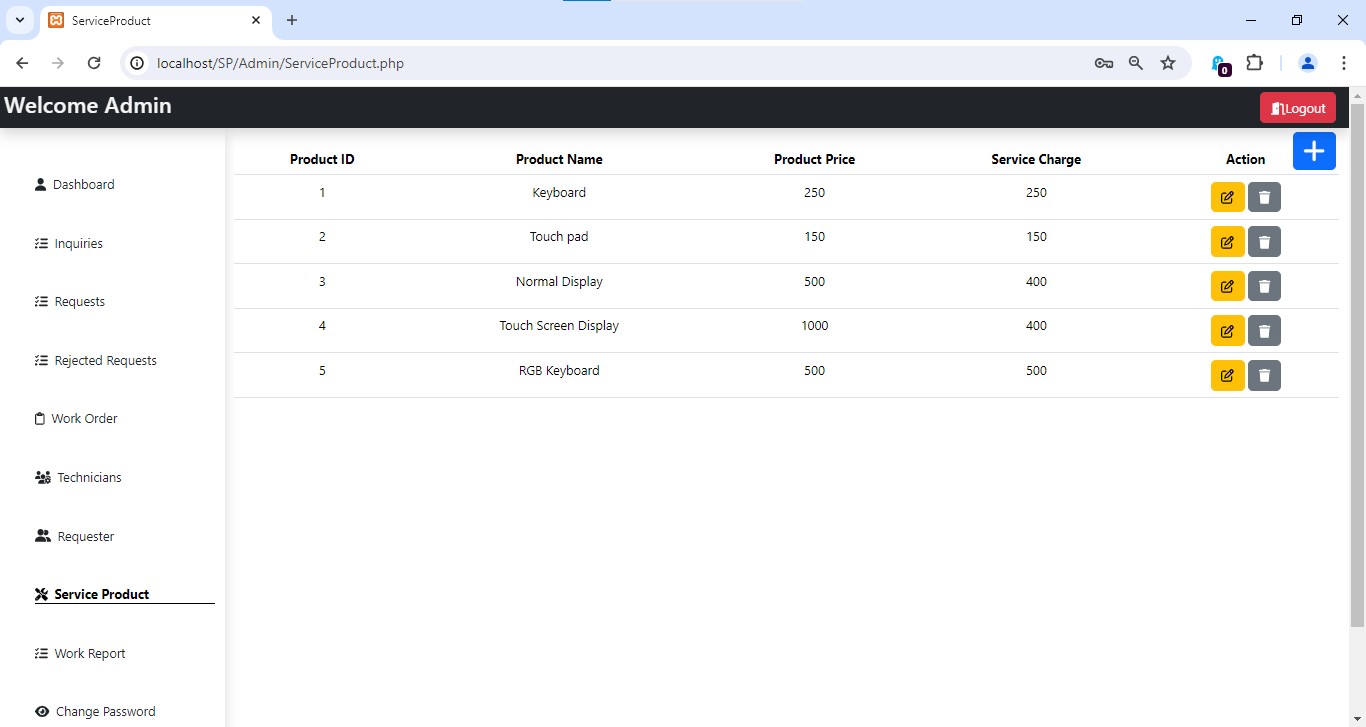 ServiceProduct
localhost/SP/Admin/ServiceProduct.php
0
Welcome Admin
Logout
Dashboard
Inquiries
Requests
Rejected Requests
Work Order
Technicians
Requester
Service Product
Work Report
Change Password
Product ID Product Name Product Price Service Charge Action
1 Keyboard 250 250
2 Touch pad 150 150
3 Normal Display 500 400
4 Touch Screen Display 1000 400
5 RGB Keyboard 500 500